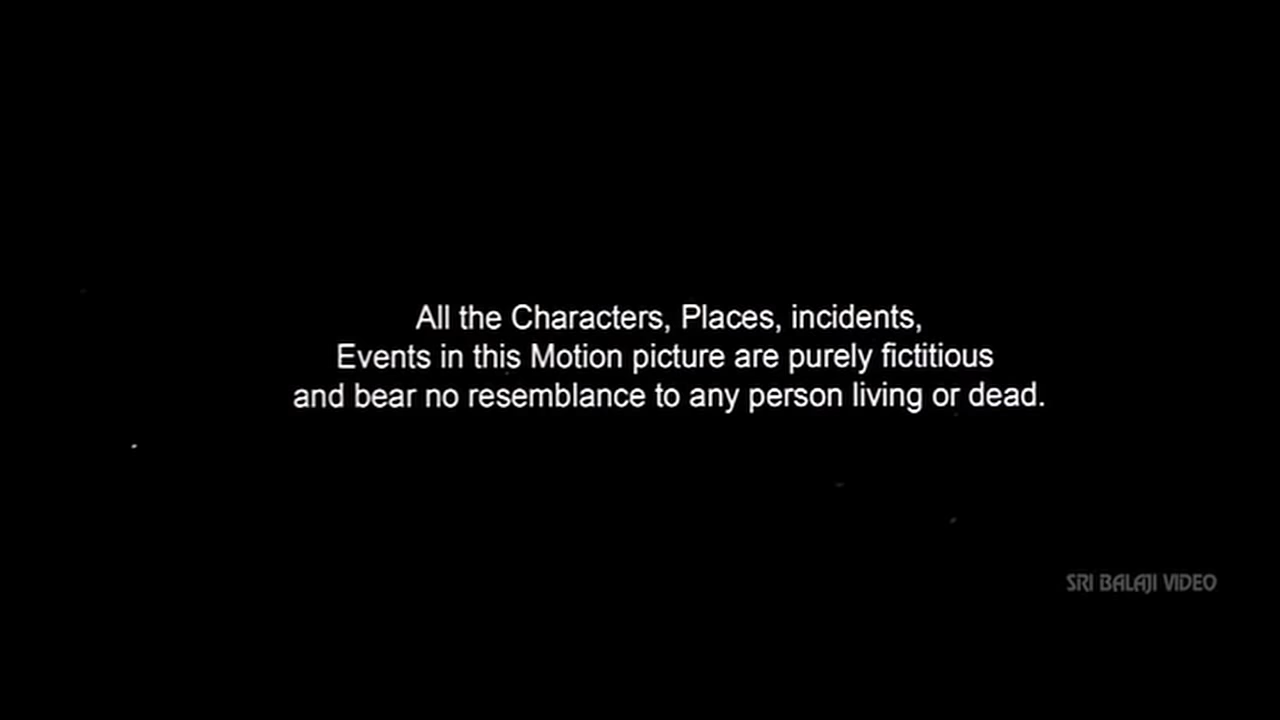 All the Characters, Places, incidents,
Events in this Motion picture are purely fictitious
and bear no resemblance to any person living or dead.
SRI BALAJI VIDEO